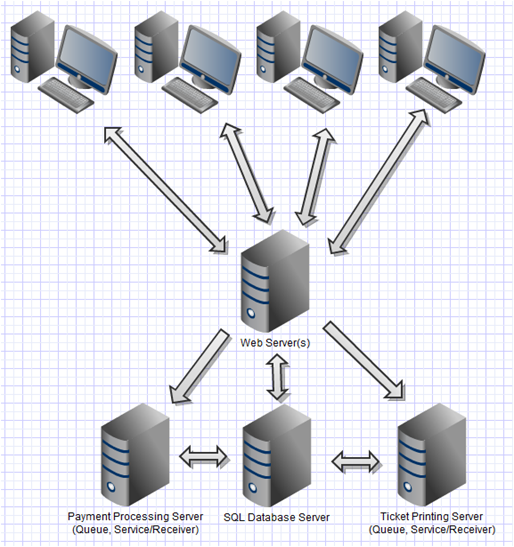 Web Server(s)
Payment Processing Server
(Queue, Service/Receiver)
SQL Database Server
Ticket Printing Server
(Queue, Service/Receiver)